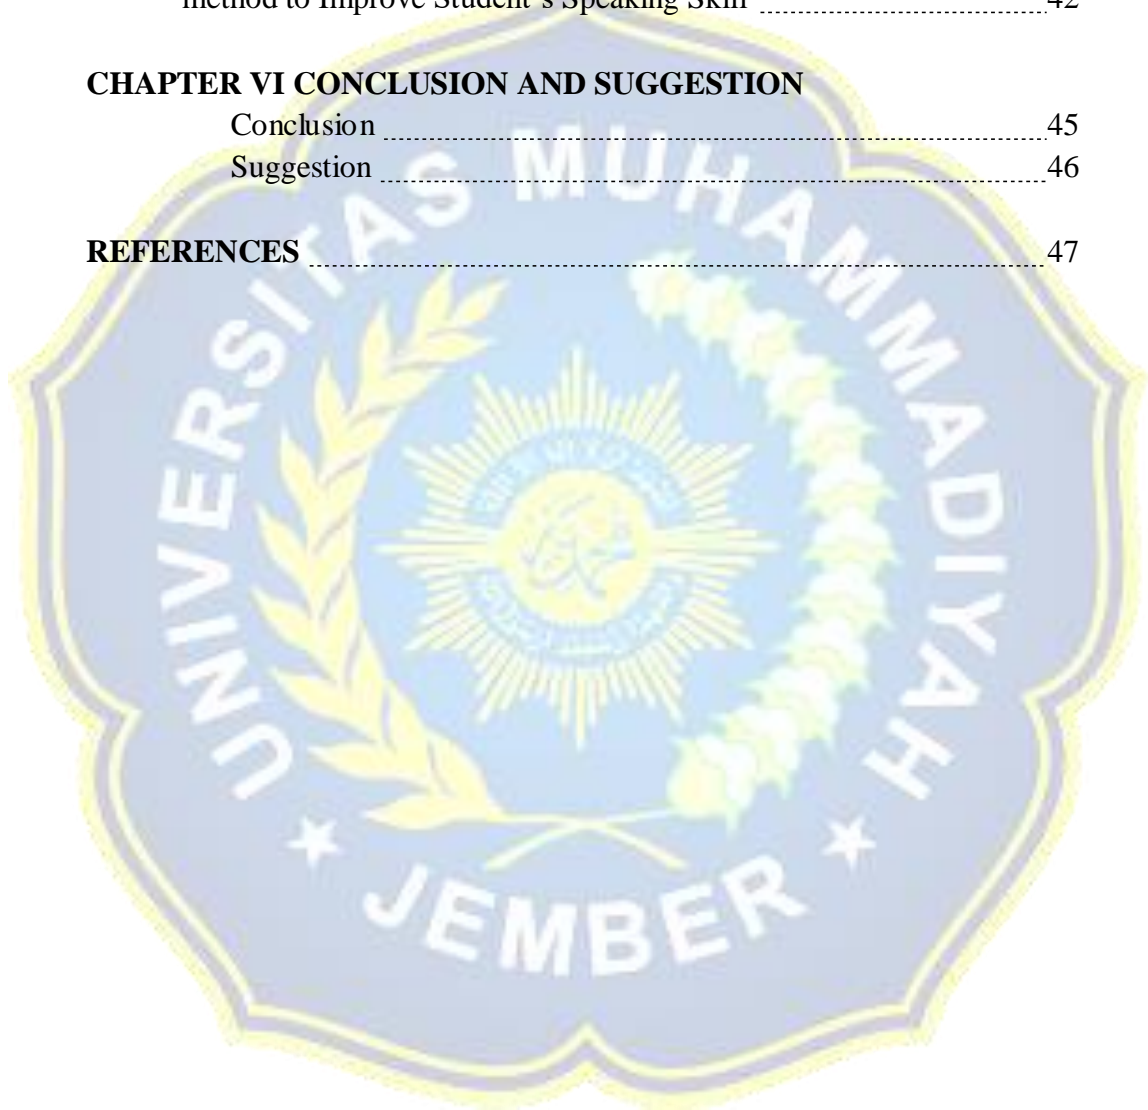 method to Improve Student's Speaking Skill 42
CHAPTER VI CONCLUSION AND SUGGESTION
Conclusion 45
Suggestion 46
REFERENCES 47
UNIVERSITAS MUHAMMADIYAH
JEMBER